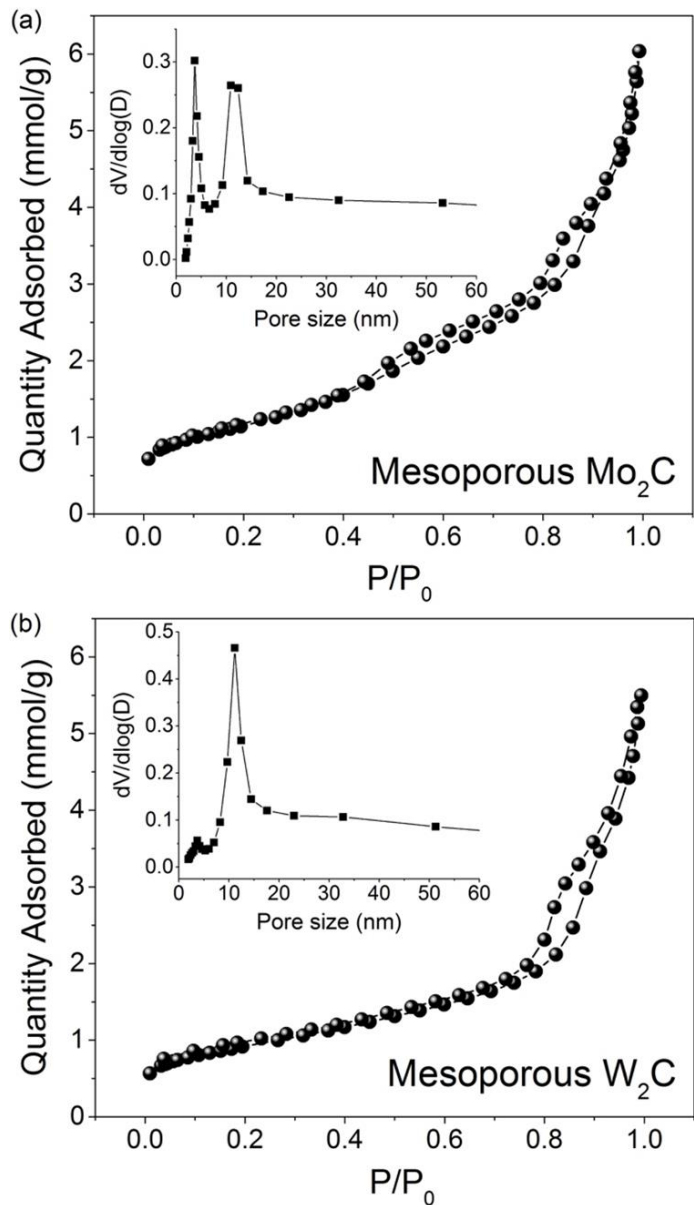 (a)
Quantity Adsorbed (mmol/g)
6
5
4
3
2
1
0
0.0 0.2 0.4 0.6 0.8 1.0
P/P₀
dV/dlog(D)
0.3
0.2
0.1
0.0
0 10 20 30 40 50 60
Pore size (nm)
Mesoporous Mo₂C
(b)
Quantity Adsorbed (mmol/g)
6
5
4
3
2
1
0
0.0 0.2 0.4 0.6 0.8 1.0
P/P₀
dV/dlog(D)
0.5
0.4
0.3
0.2
0.1
0.0
0 10 20 30 40 50 60
Pore size (nm)
Mesoporous W₂C